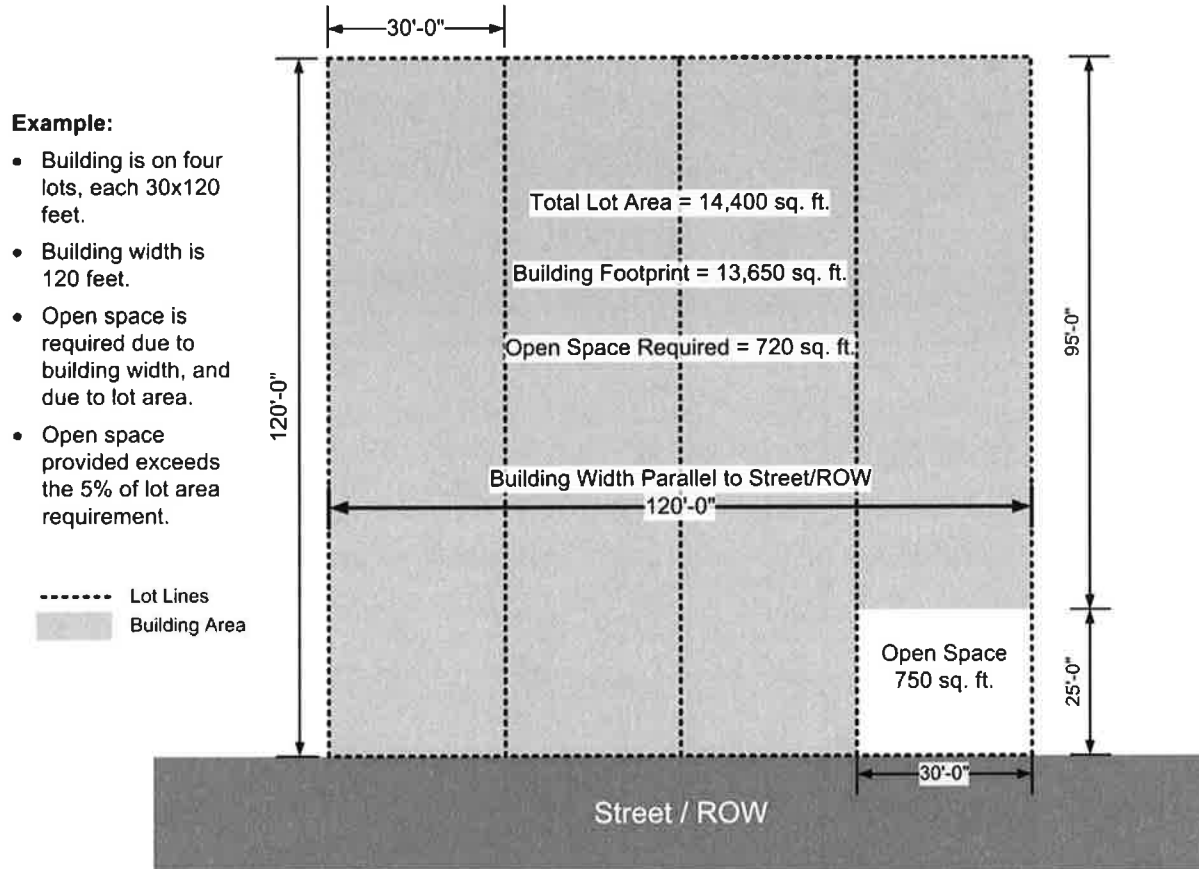 30'-0"
Example:
• Building is on four
lots, each 30x120
feet.
• Building width is
120 feet.
• Open space is
required due to
building width, and
due to lot area.
• Open space
provided exceeds
the 5% of lot area
requirement.
Lot Lines
Building Area
120'-0"
Total Lot Area = 14,400 sq. ft.
Building Footprint = 13,650 sq. ft.
Open Space Required = 720 sq. ft.
Building Width Parallel to Street/ROW
120'-0"
95'-0"
Open Space
750 sq. ft.
25'-0"
30'-0"
Street / ROW